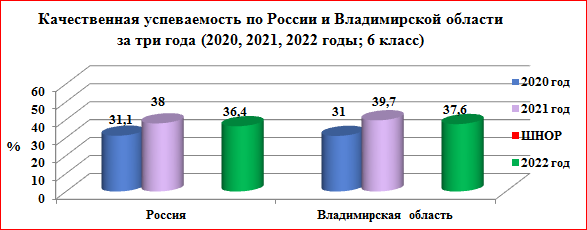 Качественная успеваемость по России и Владимирской области
за три года (2020, 2021, 2022 годы; 6 класс)
60
50
40
30
20
10
0
%
31,1
38
36,4
31
39,7
37,6
Россия
Владимирская область
2020 год
2021 год
ШНОР
2022 год